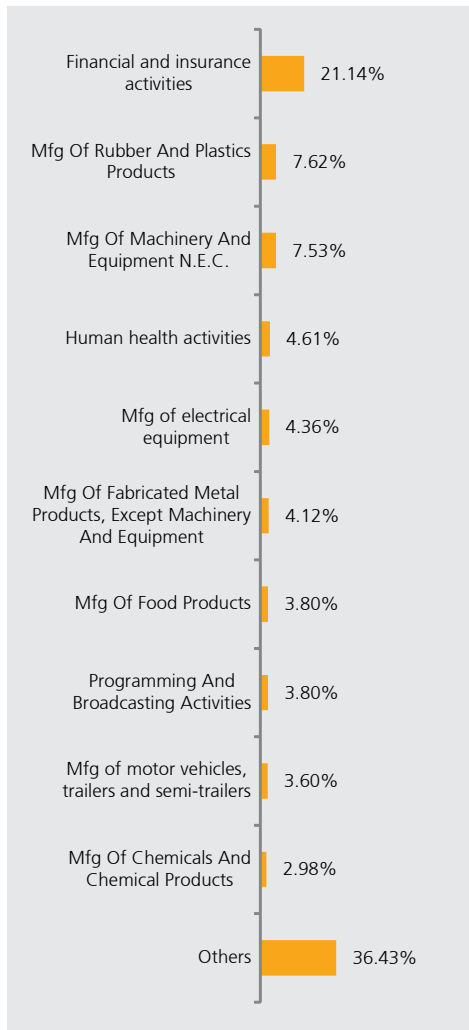 Financial and insurance
activities
21.14%
Mfg Of Rubber And Plastics
Products
7.62%
Mfg Of Machinery And
Equipment N.E.C.
7.53%
Human health activities
4.61%
Mfg of electrical
equipment
4.36%
Mfg Of Fabricated Metal
Products, Except Machinery
And Equipment
4.12%
Mfg Of Food Products
3.80%
Programming And
Broadcasting Activities
3.80%
Mfg of motor vehicles,
trailers and semi-trailers
3.60%
Mfg Of Chemicals And
Chemical Products
2.98%
Others
36.43%